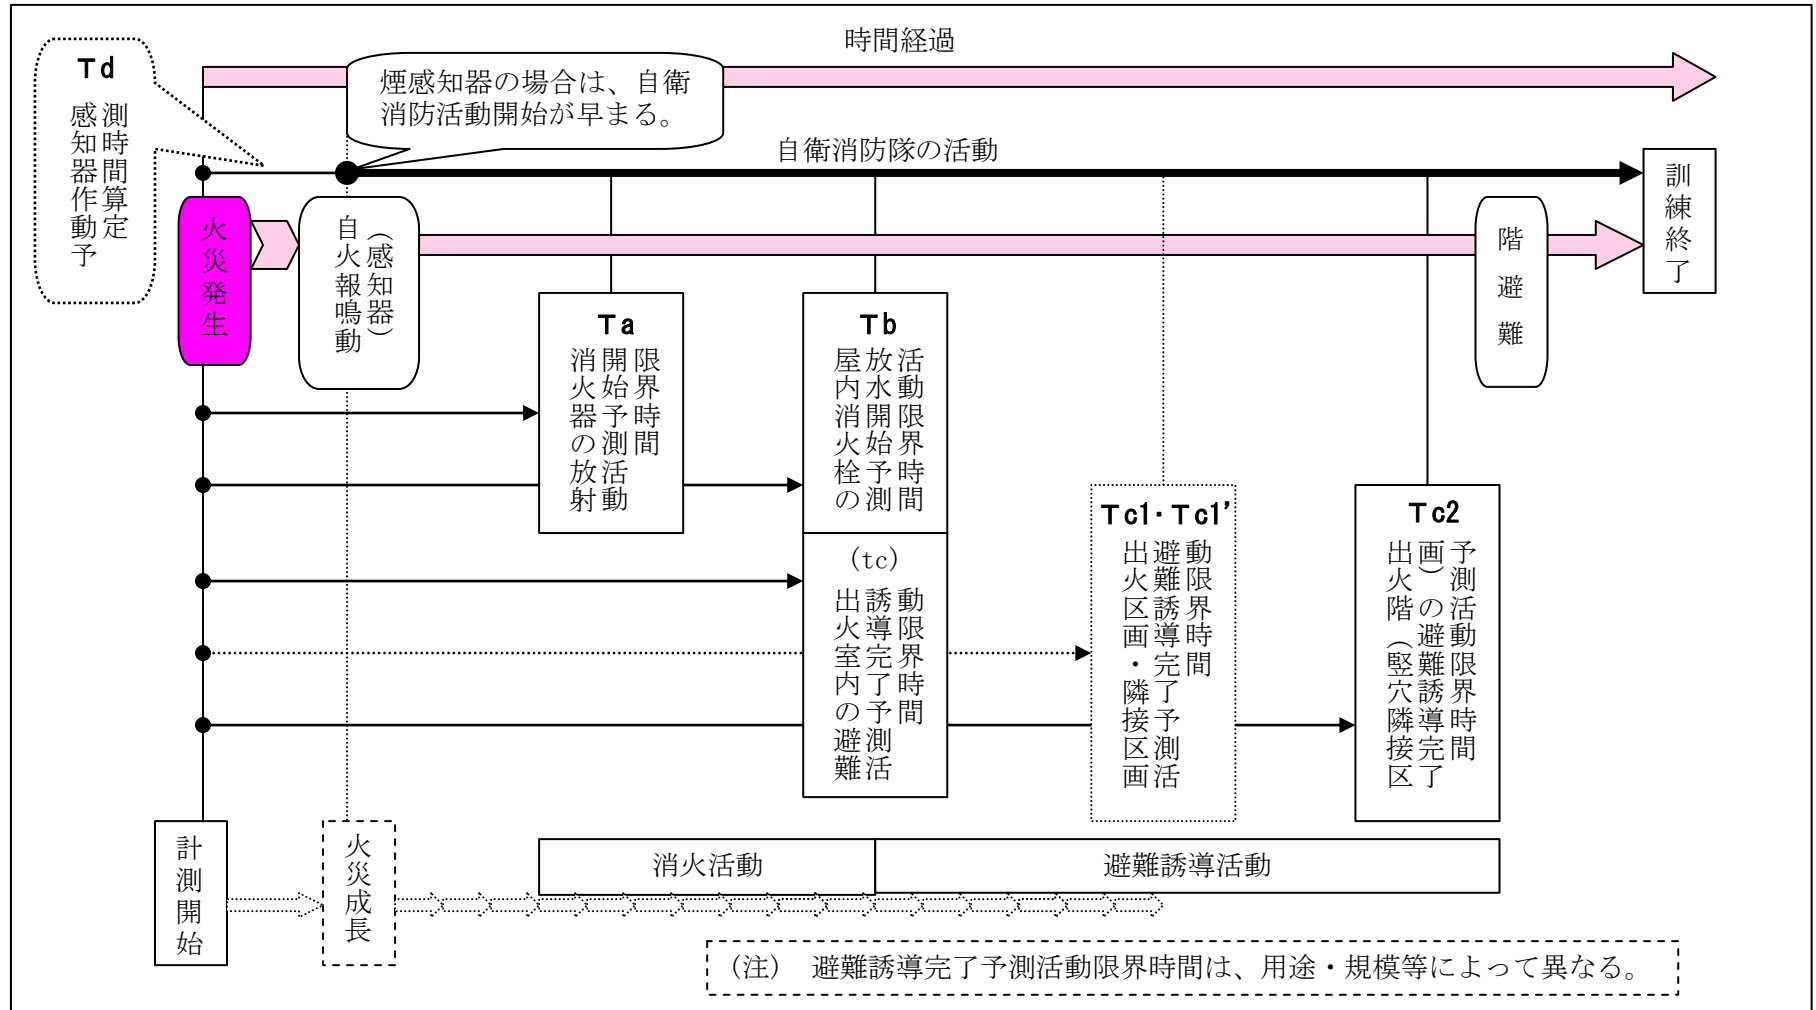 時間経過
Td
感知器作動予
測時間算定
煙感知器の場合は、自衛
消防活動開始が早まる。
自衛消防隊の活動
訓練終了
火災発生
自火報鳴動
（感知器）
階避難
Ta
消火器の放射
開始予測活動
限界時間
Tb
屋内消火栓の
放水開始予測
活動限界時間
（tc）
出火室内の避難
誘導完了予測活
動限界時間
Tc1・Tc1’
出火区画・隣接区画
避難誘導完了予測活
動限界時間
Tc2
出火階（竪穴隣接区
画）の避難誘導完了
予測活動限界時間
計測開始
火災成長
消火活動
避難誘導活動
（注）　避難誘導完了予測活動限界時間は、用途・規模等によって異なる。